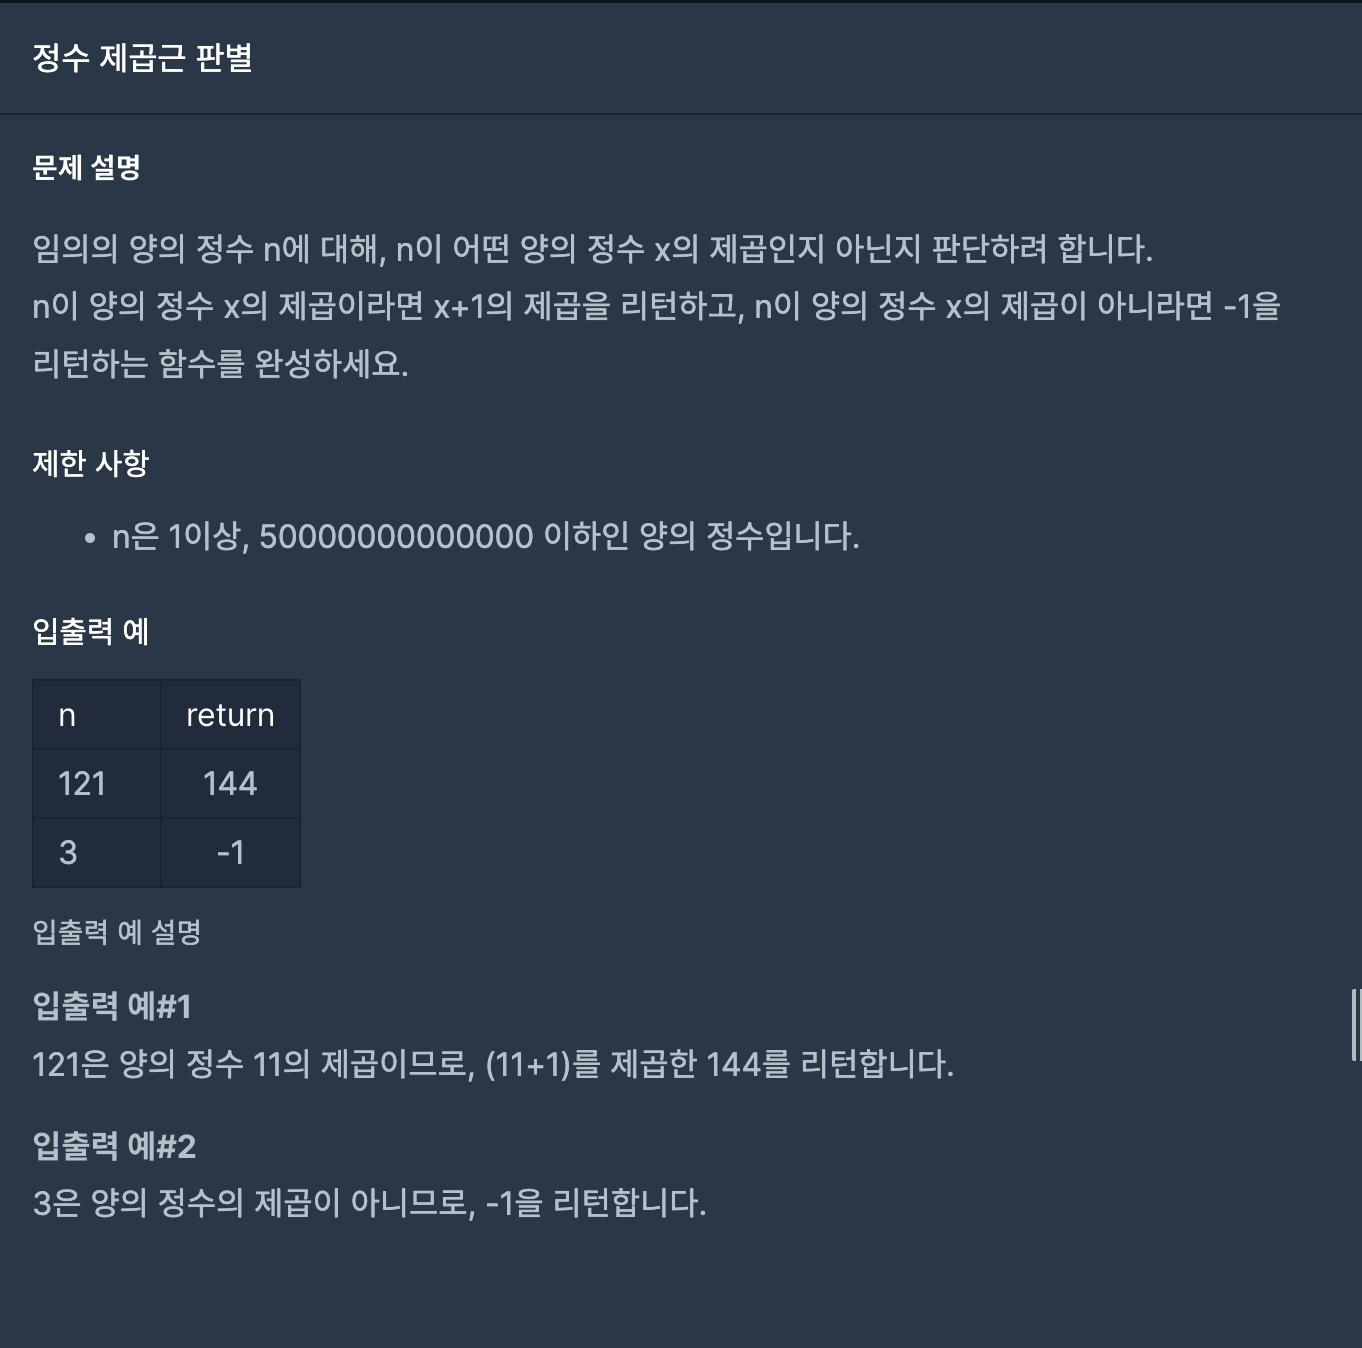 정수 제곱근 판별
문제 설명
임의의 양의 정수 n에 대해, n이 어떤 양의 정수 x의 제곱인지 아닌지 판단하려 합니다.
n이 양의 정수 x의 제곱이라면 x+1의 제곱을 리턴하고, n이 양의 정수 x의 제곱이 아니라면 -1을
리턴하는 함수를 완성하세요.
제한 사항
• n은 1이상, 50000000000000 이하인 양의 정수입니다.
입출력 예
n return
121 144
3 -1
입출력 예 설명
입출력 예#1
121은 양의 정수 11의 제곱이므로, (11+1)를 제곱한 144를 리턴합니다.
입출력 예#2
3은 양의 정수의 제곱이 아니므로, -1을 리턴합니다.